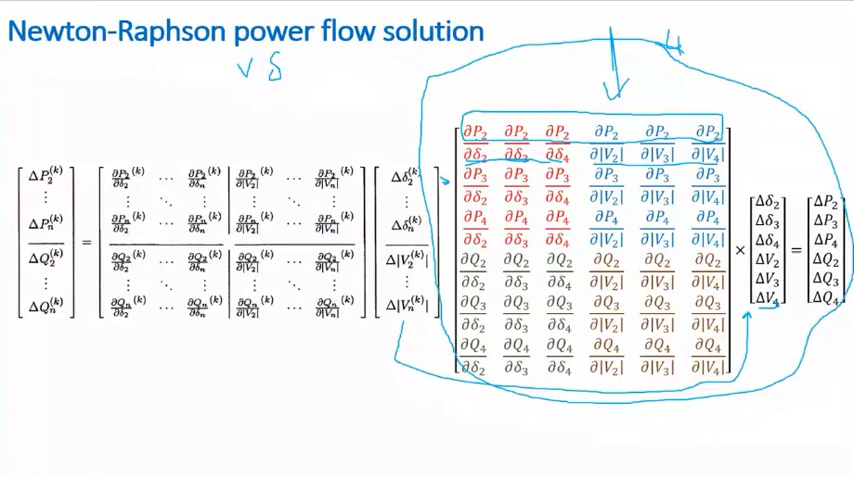 Newton-Raphson power flow solution
v δ
4
[ΔP₂^(k) ⋮ ΔPₙ^(k) ΔQ₂^(k) ⋮ ΔQₙ^(k)] =
∂P₂/∂δ₂^(k) ⋯ ∂P₂/∂δₙ^(k) | ∂P₂/∂|V₂|^(k) ⋯ ∂P₂/∂|Vₙ|^(k)
⋮ ⋱ ⋮ | ⋮ ⋱ ⋮
∂Pₙ/∂δ₂^(k) ⋯ ∂Pₙ/∂δₙ^(k) | ∂Pₙ/∂|V₂|^(k) ⋯ ∂Pₙ/∂|Vₙ|^(k)
∂Q₂/∂δ₂^(k) ⋯ ∂Q₂/∂δₙ^(k) | ∂Q₂/∂|V₂|^(k) ⋯ ∂Q₂/∂|Vₙ|^(k)
⋮ ⋱ ⋮ | ⋮ ⋱ ⋮
∂Qₙ/∂δ₂^(k) ⋯ ∂Qₙ/∂δₙ^(k) | ∂Qₙ/∂|V₂|^(k) ⋯ ∂Qₙ/∂|Vₙ|^(k)
[Δδ₂^(k) ⋮ Δδₙ^(k) Δ|V₂^(k)| ⋮ Δ|Vₙ^(k)|]
∂P₂/∂δ₂ ∂P₂/∂δ₃ ∂P₂/∂δ₄ ∂P₂/∂|V₂| ∂P₂/∂|V₃| ∂P₂/∂|V₄|
∂P₃/∂δ₂ ∂P₃/∂δ₃ ∂P₃/∂δ₄ ∂P₃/∂|V₂| ∂P₃/∂|V₃| ∂P₃/∂|V₄|
∂P₄/∂δ₂ ∂P₄/∂δ₃ ∂P₄/∂δ₄ ∂P₄/∂|V₂| ∂P₄/∂|V₃| ∂P₄/∂|V₄|
∂Q₂/∂δ₂ ∂Q₂/∂δ₃ ∂Q₂/∂δ₄ ∂Q₂/∂|V₂| ∂Q₂/∂|V₃| ∂Q₂/∂|V₄|
∂Q₃/∂δ₂ ∂Q₃/∂δ₃ ∂Q₃/∂δ₄ ∂Q₃/∂|V₂| ∂Q₃/∂|V₃| ∂Q₃/∂|V₄|
∂Q₄/∂δ₂ ∂Q₄/∂δ₃ ∂Q₄/∂δ₄ ∂Q₄/∂|V₂| ∂Q₄/∂|V₃| ∂Q₄/∂|V₄|
× [Δδ₂ Δδ₃ Δδ₄ ΔV₂ ΔV₃ ΔV₄] = [ΔP₂ ΔP₃ ΔP₄ ΔQ₂ ΔQ₃ ΔQ₄]